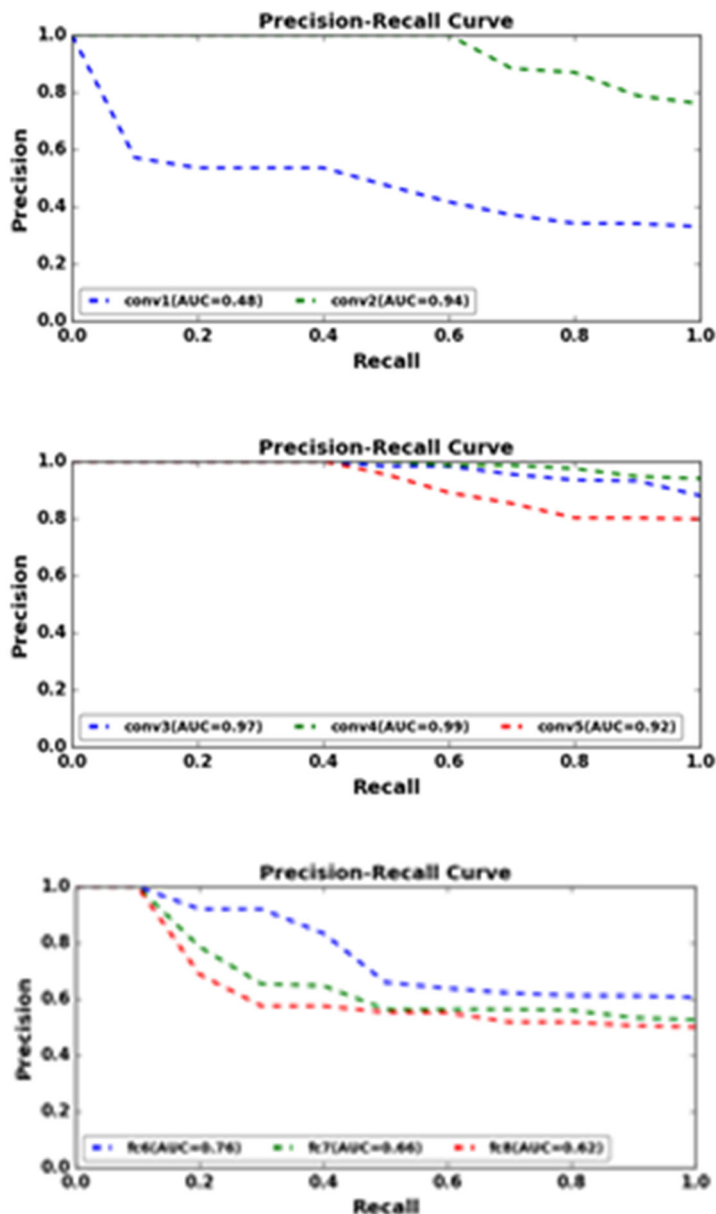 Precision-Recall Curve
1.0
0.8
0.6
0.4
0.2
0.0
Precision
conv1(AUC=0.48) conv2(AUC=0.94)
0.0 0.2 0.4 0.6 0.8 1.0
Recall
Precision-Recall Curve
1.0
0.8
0.6
0.4
0.2
0.0
Precision
conv3(AUC=0.97) conv4(AUC=0.99) conv5(AUC=0.92)
0.0 0.2 0.4 0.6 0.8 1.0
Recall
Precision-Recall Curve
1.0
0.8
0.6
0.4
0.2
0.0
Precision
fc6(AUC=0.76) fc7(AUC=0.66) fc8(AUC=0.62)
0.0 0.2 0.4 0.6 0.8 1.0
Recall